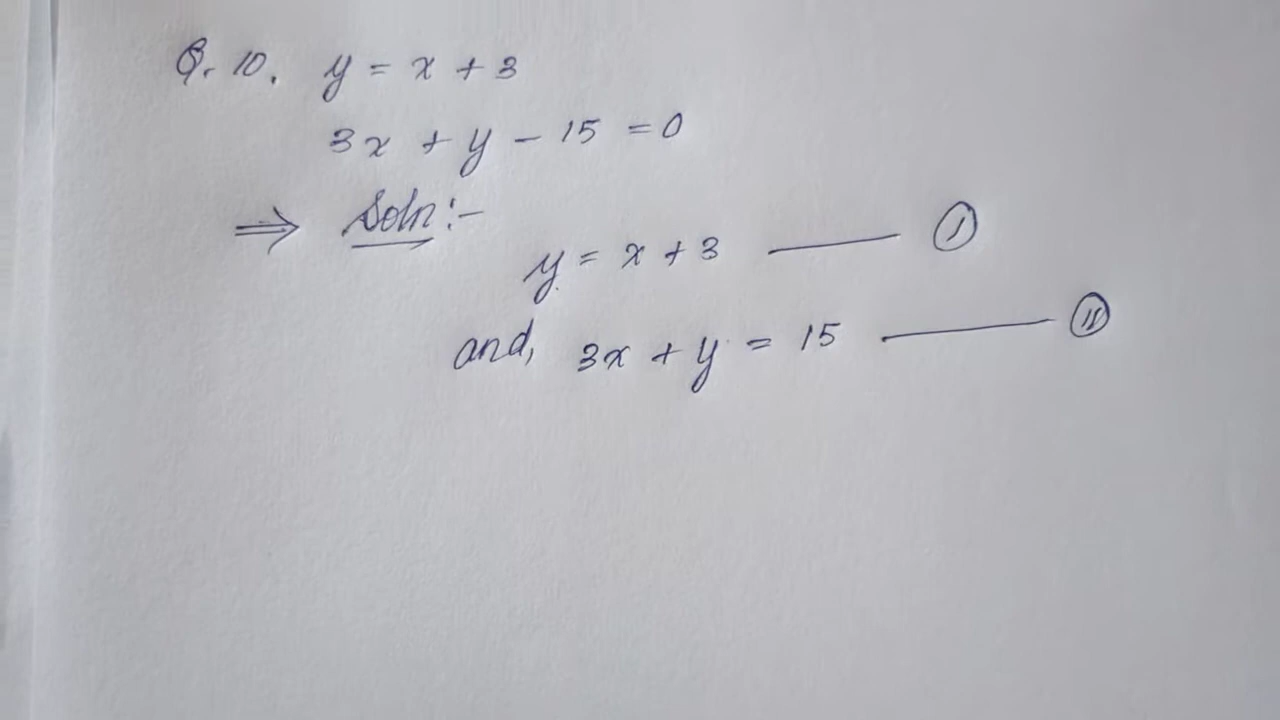 Q. 10. y = x + 3
3x + y - 15 = 0
⇒ Soln:-
y = x + 3 —— (I)
and, 3x + y = 15 —— (II)